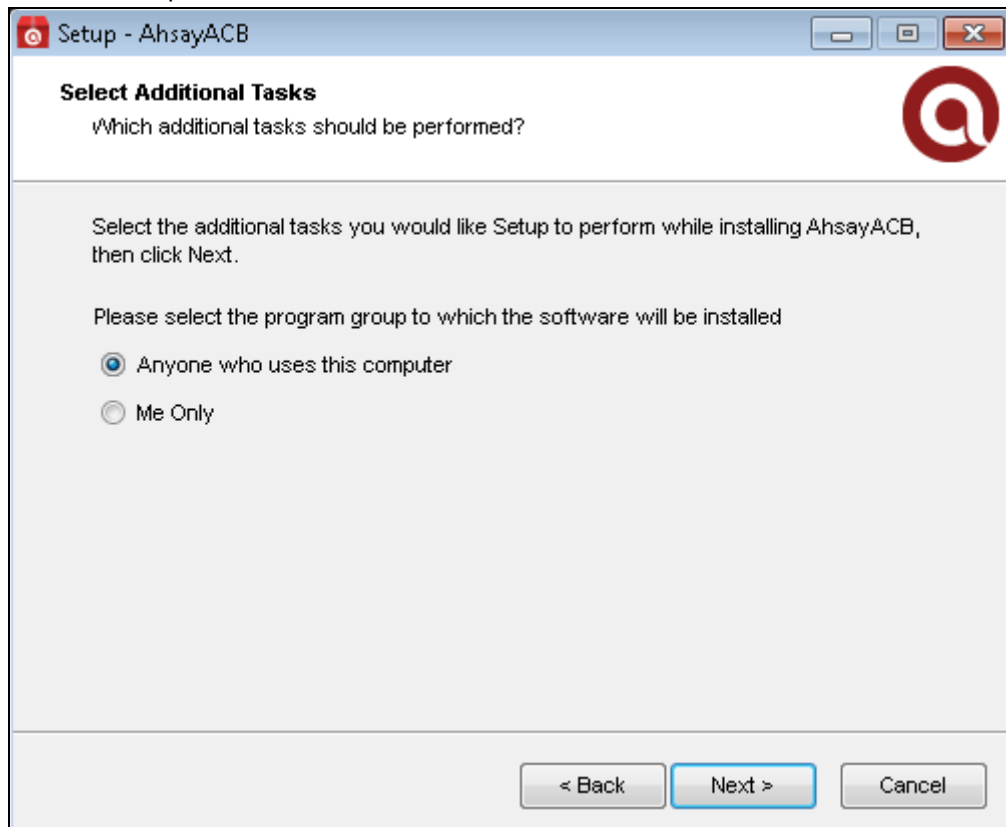 Setup - AhsayACB
Select Additional Tasks
Which additional tasks should be performed?
Select the additional tasks you would like Setup to perform while installing AhsayACB,
then click Next.
Please select the program group to which the software will be installed
Anyone who uses this computer
Me Only
< Back
Next >
Cancel